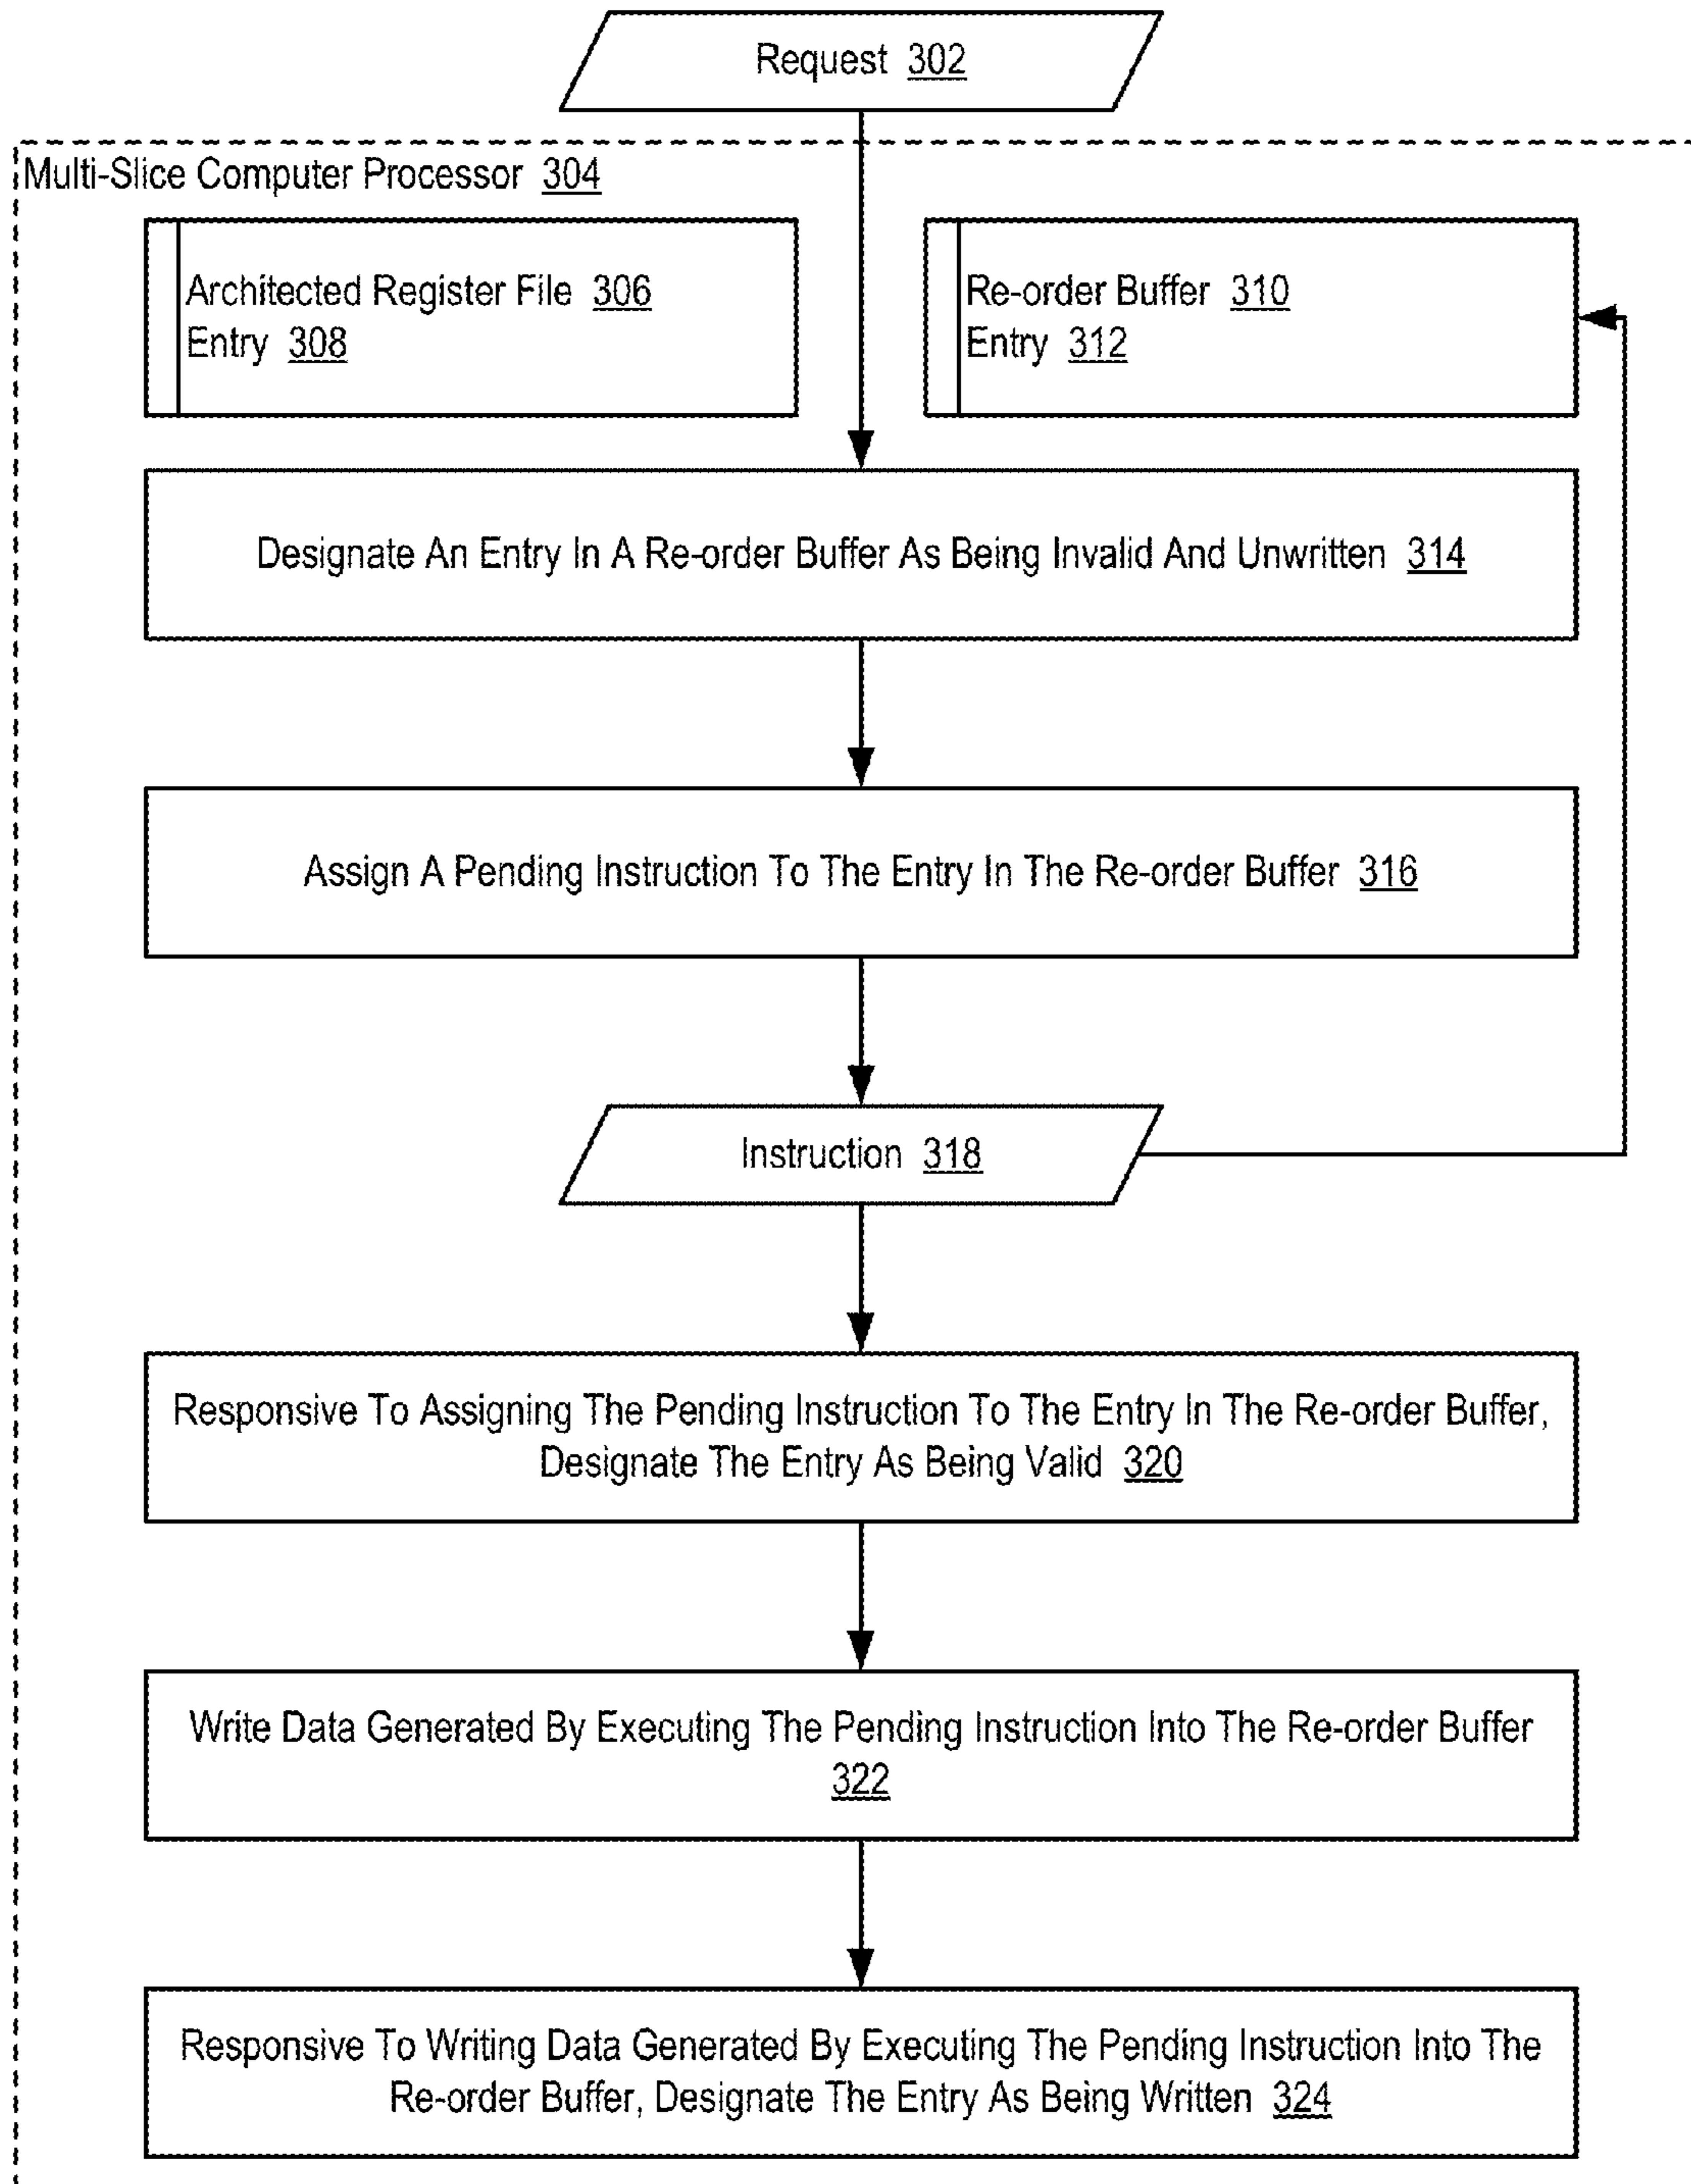 Request 302
Multi-Slice Computer Processor 304
Architected Register File 306
Entry 308
Re-order Buffer 310
Entry 312
Designate An Entry In A Re-order Buffer As Being Invalid And Unwritten 314
Assign A Pending Instruction To The Entry In The Re-order Buffer 316
Instruction 318
Responsive To Assigning The Pending Instruction To The Entry In The Re-order Buffer,
Designate The Entry As Being Valid 320
Write Data Generated By Executing The Pending Instruction Into The Re-order Buffer
322
Responsive To Writing Data Generated By Executing The Pending Instruction Into The
Re-order Buffer, Designate The Entry As Being Written 324